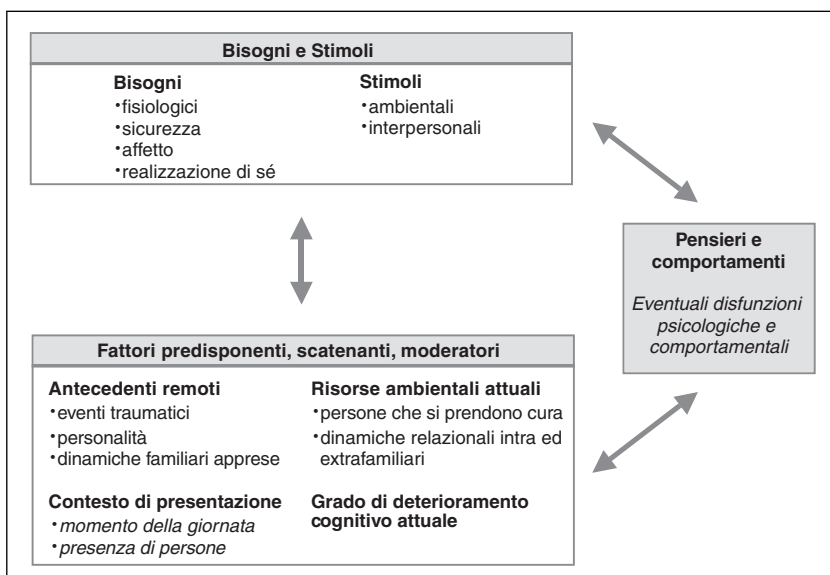 Bisogni e Stimoli
Bisogni
•fisiologici
•sicurezza
•affetto
•realizzazione di sé
Stimoli
•ambientali
•interpersonali
Pensieri e
comportamenti
Eventuali disfunzioni
psicologiche e
comportamentali
Fattori predisponenti, scatenanti, moderatori
Antecedenti remoti
•eventi traumatici
•personalità
•dinamiche familiari apprese
Risorse ambientali attuali
•persone che si prendono cura
•dinamiche relazionali intra ed
extrafamiliari
Contesto di presentazione
•momento della giornata
•presenza di persone
Grado di deterioramento
cognitivo attuale